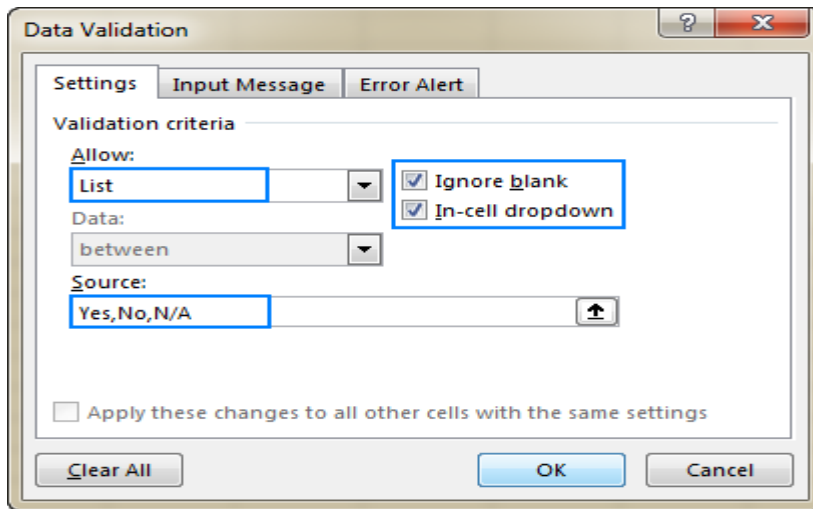 Data Validation
Settings Input Message Error Alert
Validation criteria
Allow:
List
Ignore blank
In-cell dropdown
Data:
between
Source:
Yes,No,N/A
Apply these changes to all other cells with the same settings
Clear All OK Cancel